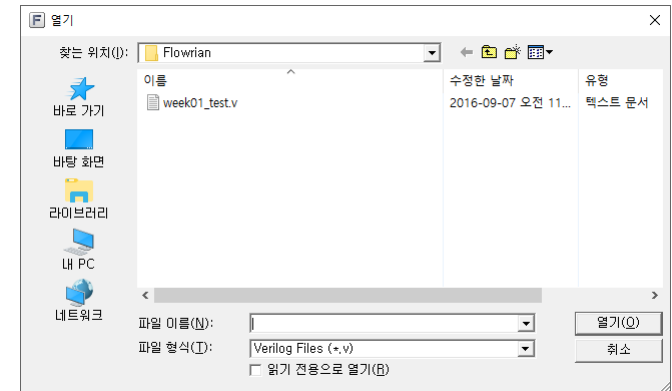 F 열기
찾는 위치(I): Flowrian
바로 가기
바탕 화면
라이브러리
내 PC
네트워크
이름 수정한 날짜 유형
week01_test.v 2016-09-07 오전 11... 텍스트 문서
파일 이름(N): 열기(O)
파일 형식(T): Verilog Files (*.v) 취소
읽기 전용으로 열기(R)